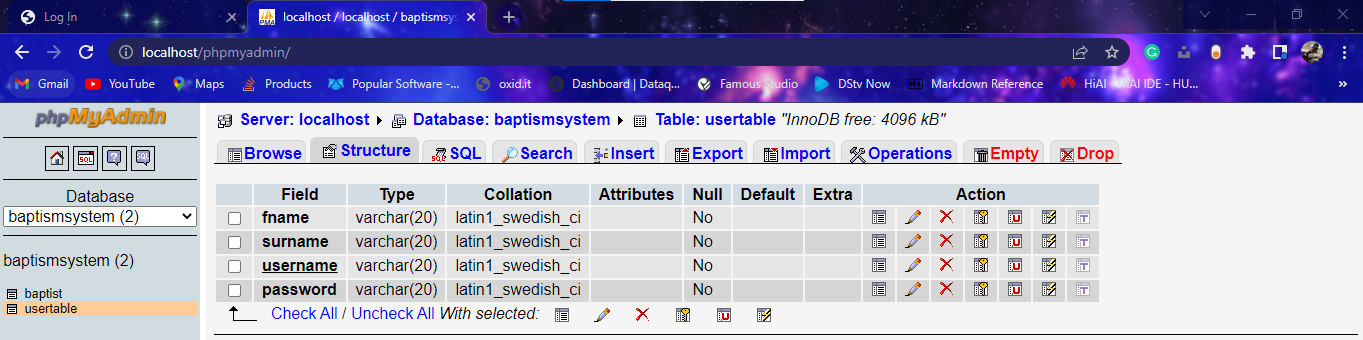 Log In
localhost / localhost / baptismsys
localhost/phpmyadmin/
Gmail YouTube Maps Products Popular Software -... oxid.it Dashboard | Dataq... Famous Studio DStv Now Markdown Reference HiAI - HiAI IDE - HU... »
phpMyAdmin
Server: localhost Database: baptismsystem Table: usertable "InnoDB free: 4096 kB"
Browse Structure SQL Search Insert Export Import Operations Empty Drop
Database
baptismsystem (2)
baptismsystem (2)
baptist
usertable
Field Type Collation Attributes Null Default Extra Action
fname varchar(20) latin1_swedish_ci No
surname varchar(20) latin1_swedish_ci No
username varchar(20) latin1_swedish_ci No
password varchar(20) latin1_swedish_ci No
Check All / Uncheck All With selected: